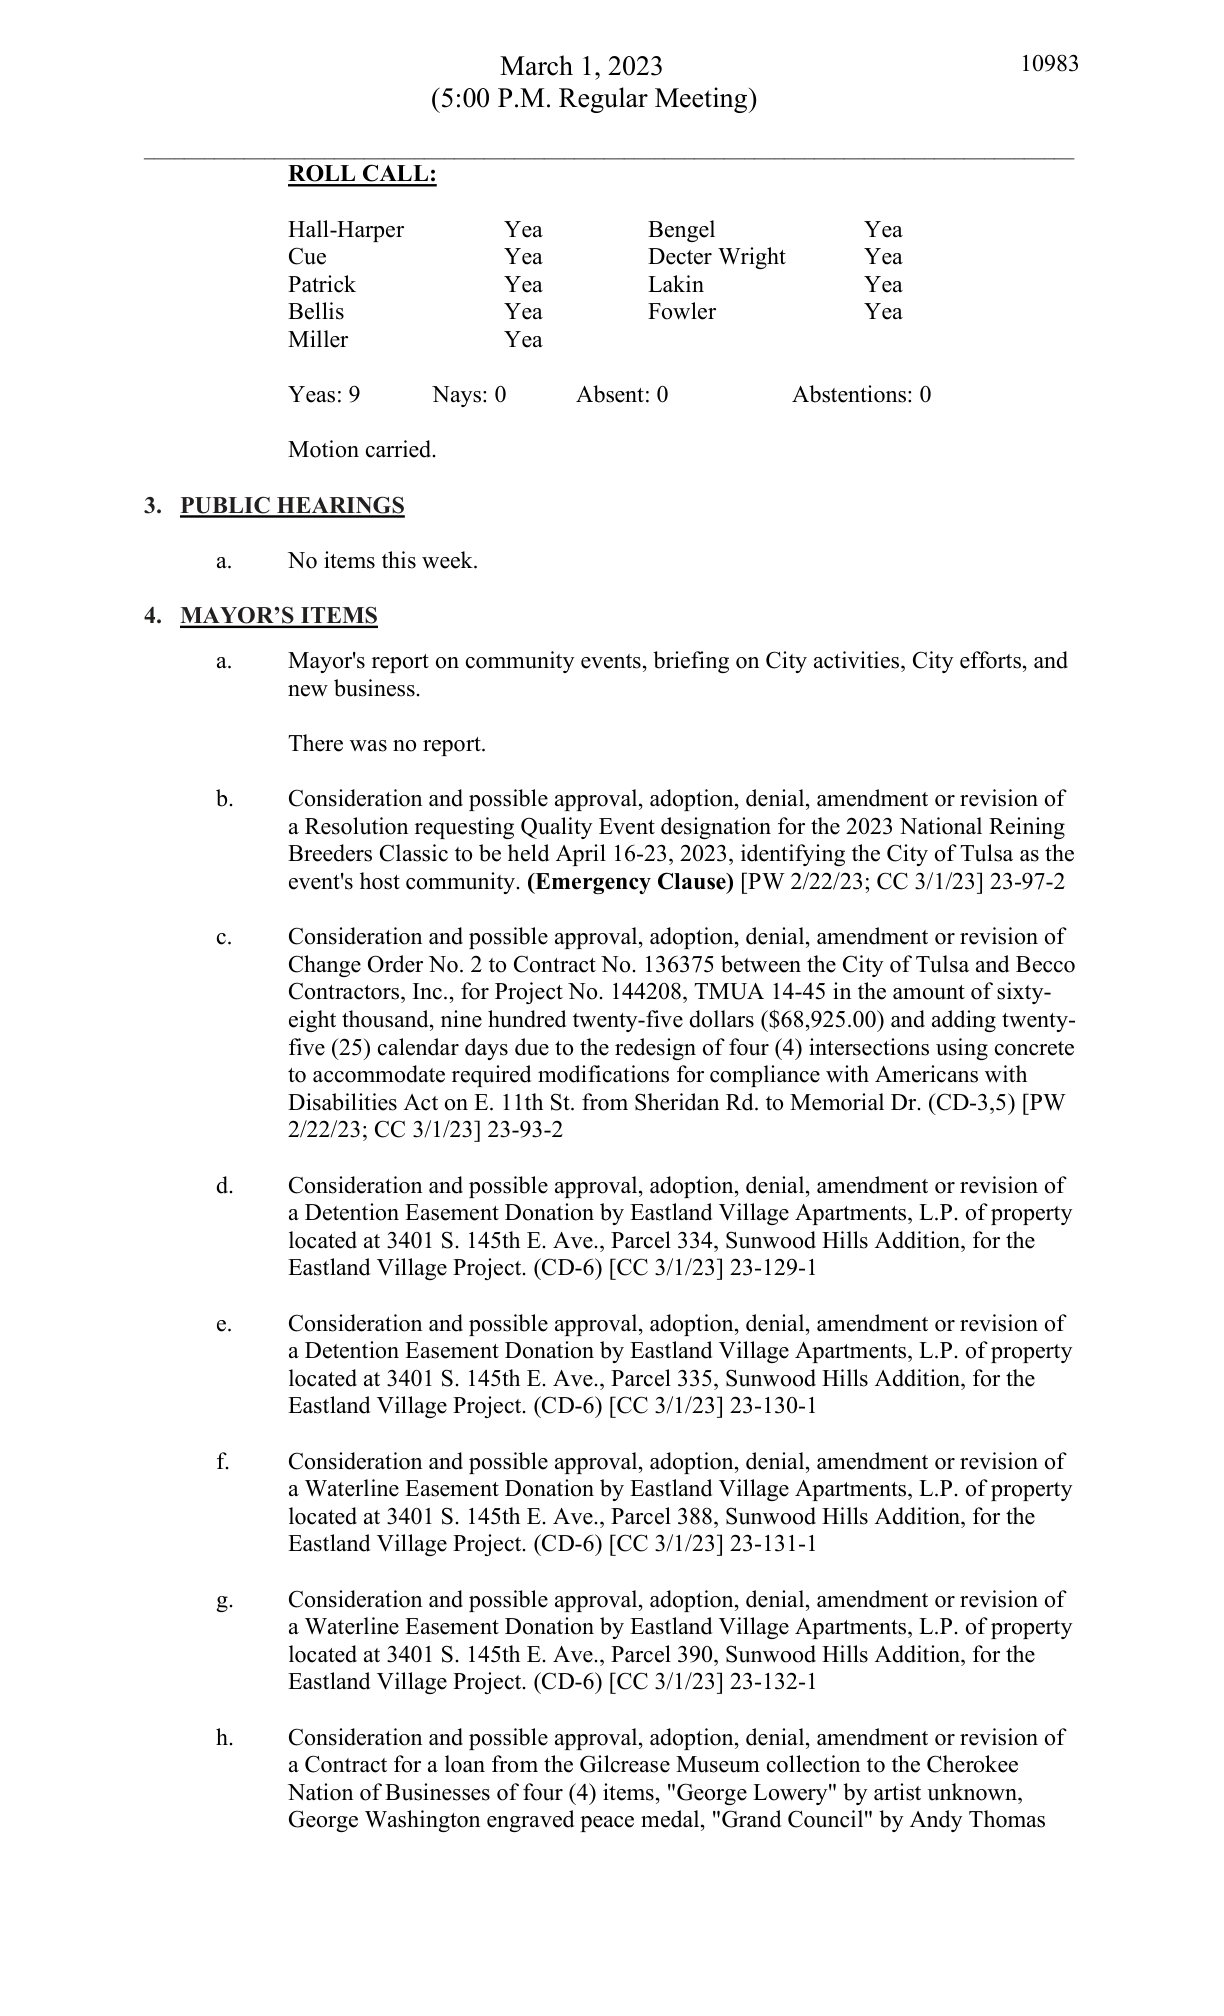 March 1, 2023 10983
(5:00 P.M. Regular Meeting)
ROLL CALL:
Hall-Harper Yea Bengel Yea
Cue Yea Decter Wright Yea
Patrick Yea Lakin Yea
Bellis Yea Fowler Yea
Miller Yea
Yeas: 9 Nays: 0 Absent: 0 Abstentions: 0
Motion carried.
3. PUBLIC HEARINGS
a. No items this week.
4. MAYOR’S ITEMS
a. Mayor's report on community events, briefing on City activities, City efforts, and
new business.
There was no report.
b. Consideration and possible approval, adoption, denial, amendment or revision of
a Resolution requesting Quality Event designation for the 2023 National Reining
Breeders Classic to be held April 16-23, 2023, identifying the City of Tulsa as the
event's host community. (Emergency Clause) [PW 2/22/23; CC 3/1/23] 23-97-2
c. Consideration and possible approval, adoption, denial, amendment or revision of
Change Order No. 2 to Contract No. 136375 between the City of Tulsa and Becco
Contractors, Inc., for Project No. 144208, TMUA 14-45 in the amount of sixty-
eight thousand, nine hundred twenty-five dollars ($68,925.00) and adding twenty-
five (25) calendar days due to the redesign of four (4) intersections using concrete
to accommodate required modifications for compliance with Americans with
Disabilities Act on E. 11th St. from Sheridan Rd. to Memorial Dr. (CD-3,5) [PW
2/22/23; CC 3/1/23] 23-93-2
d. Consideration and possible approval, adoption, denial, amendment or revision of
a Detention Easement Donation by Eastland Village Apartments, L.P. of property
located at 3401 S. 145th E. Ave., Parcel 334, Sunwood Hills Addition, for the
Eastland Village Project. (CD-6) [CC 3/1/23] 23-129-1
e. Consideration and possible approval, adoption, denial, amendment or revision of
a Detention Easement Donation by Eastland Village Apartments, L.P. of property
located at 3401 S. 145th E. Ave., Parcel 335, Sunwood Hills Addition, for the
Eastland Village Project. (CD-6) [CC 3/1/23] 23-130-1
f. Consideration and possible approval, adoption, denial, amendment or revision of
a Waterline Easement Donation by Eastland Village Apartments, L.P. of property
located at 3401 S. 145th E. Ave., Parcel 388, Sunwood Hills Addition, for the
Eastland Village Project. (CD-6) [CC 3/1/23] 23-131-1
g. Consideration and possible approval, adoption, denial, amendment or revision of
a Waterline Easement Donation by Eastland Village Apartments, L.P. of property
located at 3401 S. 145th E. Ave., Parcel 390, Sunwood Hills Addition, for the
Eastland Village Project. (CD-6) [CC 3/1/23] 23-132-1
h. Consideration and possible approval, adoption, denial, amendment or revision of
a Contract for a loan from the Gilcrease Museum collection to the Cherokee
Nation of Businesses of four (4) items, "George Lowery" by artist unknown,
George Washington engraved peace medal, "Grand Council" by Andy Thomas